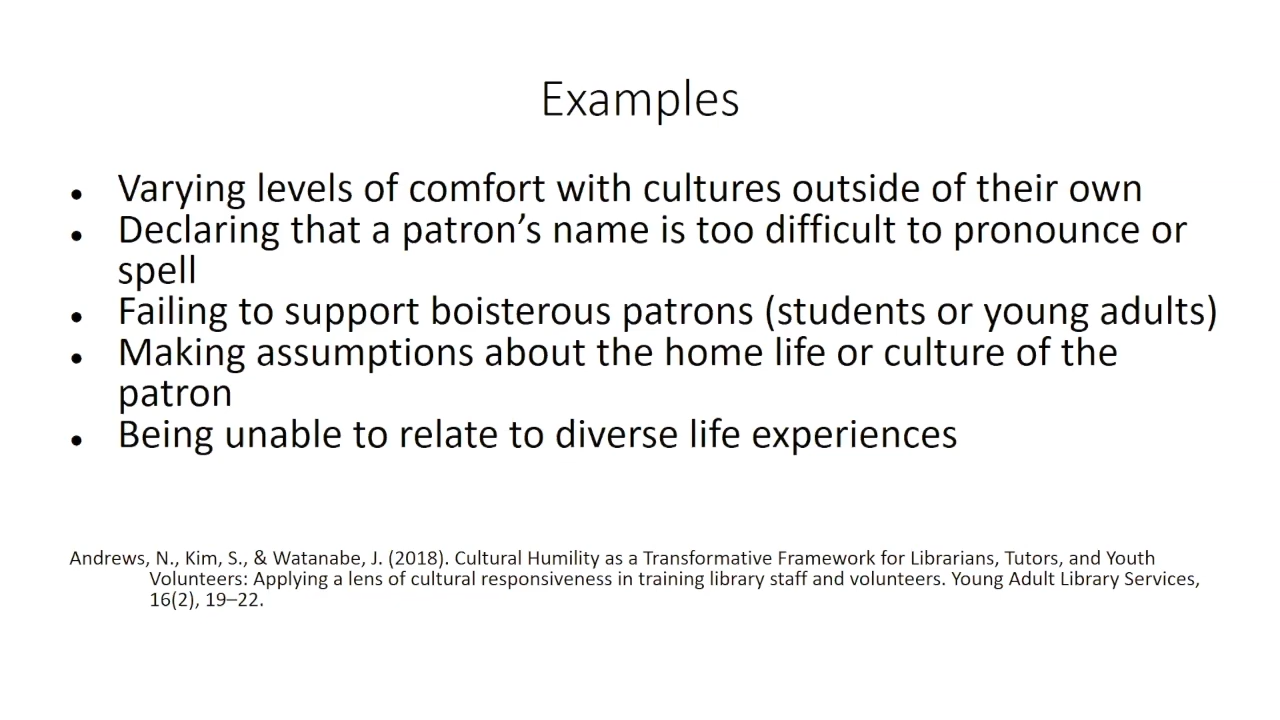 Examples
• Varying levels of comfort with cultures outside of their own
• Declaring that a patron’s name is too difficult to pronounce or
spell
• Failing to support boisterous patrons (students or young adults)
• Making assumptions about the home life or culture of the
patron
• Being unable to relate to diverse life experiences
Andrews, N., Kim, S., & Watanabe, J. (2018). Cultural Humility as a Transformative Framework for Librarians, Tutors, and Youth
Volunteers: Applying a lens of cultural responsiveness in training library staff and volunteers. Young Adult Library Services,
16(2), 19–22.